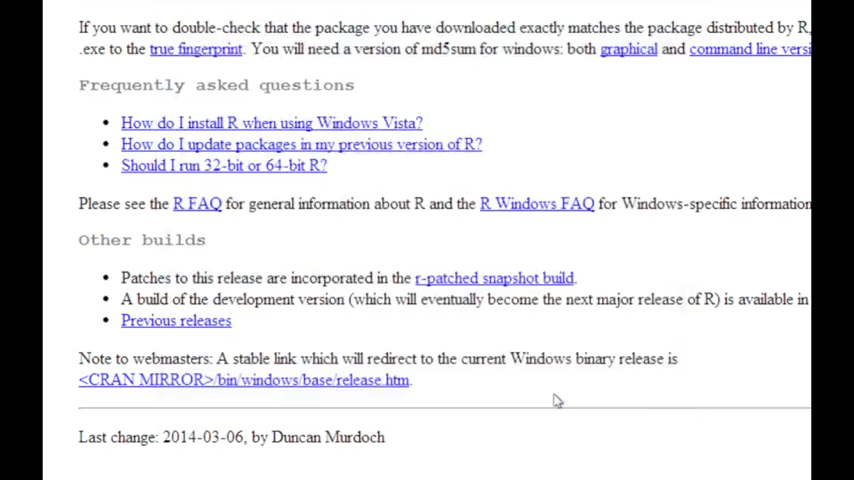 If you want to double-check that the package you have downloaded exactly matches the package distributed by R,
.exe to the true fingerprint. You will need a version of md5sum for windows: both graphical and command line versi
Frequently asked questions
• How do I install R when using Windows Vista?
• How do I update packages in my previous version of R?
• Should I run 32-bit or 64-bit R?
Please see the R FAQ for general information about R and the R Windows FAQ for Windows-specific information
Other builds
• Patches to this release are incorporated in the r-patched snapshot build.
• A build of the development version (which will eventually become the next major release of R) is available in
• Previous releases
Note to webmasters: A stable link which will redirect to the current Windows binary release is
<CRAN MIRROR>/bin/windows/base/release.htm.
Last change: 2014-03-06, by Duncan Murdoch